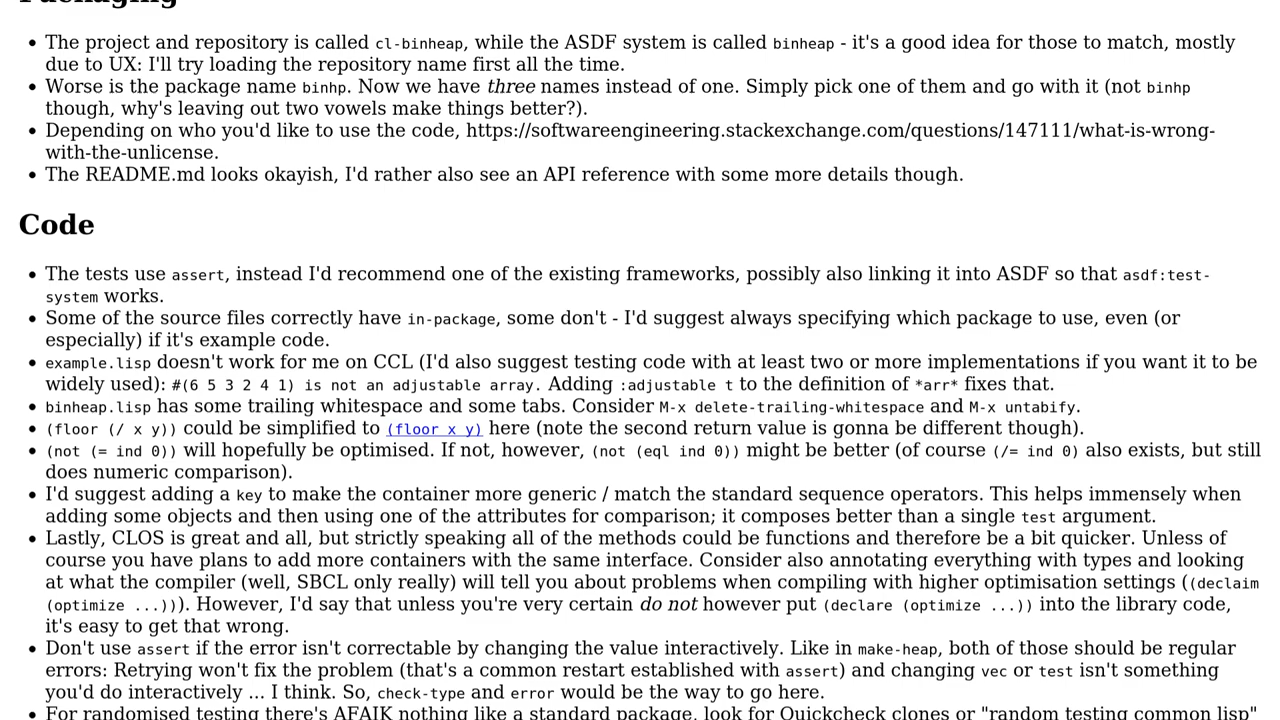 Packaging
• The project and repository is called cl-binheap, while the ASDF system is called binheap - it's a good idea for those to match, mostly
due to UX: I'll try loading the repository name first all the time.
• Worse is the package name binhp. Now we have three names instead of one. Simply pick one of them and go with it (not binhp
though, why's leaving out two vowels make things better?).
• Depending on who you'd like to use the code, https://softwareengineering.stackexchange.com/questions/147111/what-is-wrong-
with-the-unlicense.
• The README.md looks okayish, I'd rather also see an API reference with some more details though.
Code
• The tests use assert, instead I'd recommend one of the existing frameworks, possibly also linking it into ASDF so that asdf:test-
system works.
• Some of the source files correctly have in-package, some don't - I'd suggest always specifying which package to use, even (or
especially) if it's example code.
• example.lisp doesn't work for me on CCL (I'd also suggest testing code with at least two or more implementations if you want it to be
widely used): #(6 5 3 2 4 1) is not an adjustable array. Adding :adjustable t to the definition of *arr* fixes that.
• binheap.lisp has some trailing whitespace and some tabs. Consider M-x delete-trailing-whitespace and M-x untabify.
• (floor (/ x y)) could be simplified to (floor x y) here (note the second return value is gonna be different though).
• (not (= ind 0)) will hopefully be optimised. If not, however, (not (eql ind 0)) might be better (of course (/= ind 0) also exists, but still
does numeric comparison).
• I'd suggest adding a key to make the container more generic / match the standard sequence operators. This helps immensely when
adding some objects and then using one of the attributes for comparison; it composes better than a single test argument.
• Lastly, CLOS is great and all, but strictly speaking all of the methods could be functions and therefore be a bit quicker. Unless of
course you have plans to add more containers with the same interface. Consider also annotating everything with types and looking
at what the compiler (well, SBCL only really) will tell you about problems when compiling with higher optimisation settings ((declaim
(optimize ...))). However, I'd say that unless you're very certain do not however put (declare (optimize ...)) into the library code,
it's easy to get that wrong.
• Don't use assert if the error isn't correctable by changing the value interactively. Like in make-heap, both of those should be regular
errors: Retrying won't fix the problem (that's a common restart established with assert) and changing vec or test isn't something
you'd do interactively ... I think. So, check-type and error would be the way to go here.
• For randomised testing there's AFAIK nothing like a standard package, look for Quickcheck clones or "random testing common lisp"